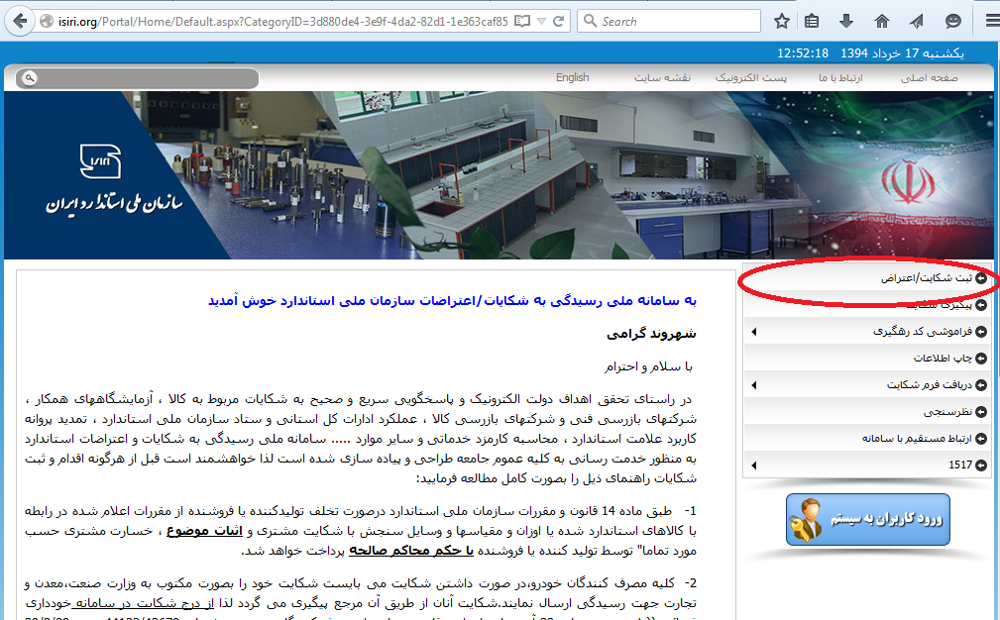 isiri.org/Portal/Home/Default.aspx?CategoryID=3d880de4-3e9f-4da2-82d1-1e363caf85
Search
یکشنبه 17 خرداد 1394 12:52:18
صفحه اصلی ارتباط با ما پست الکترونیک نقشه سایت English
سازمان ملی استاندارد ایران
ثبت شکایت/اعتراض
پیگیری شکایت
فراموشی کد رهگیری
چاپ اطلاعات
دریافت فرم شکایت
نظرسنجی
ارتباط مستقیم با سامانه
1517
ورود کاربران به سیستم
به سامانه ملی رسیدگی به شکایات/اعتراضات سازمان ملی استاندارد خوش آمدید
شهروند گرامی
با سلام و احترام
در راستای تحقق اهداف دولت الکترونیک و پاسخگویی سریع و صحیح به شکایات مربوط به کالا ، آزمایشگاههای همکار ،
شرکتهای بازرسی فنی و شرکتهای بازرسی کالا ، عملکرد ادارات کل استانی و ستاد سازمان ملی استاندارد ، تمدید پروانه
کاربرد علامت استاندارد ، محاسبه کارمزد خدماتی و سایر موارد ..... سامانه ملی رسیدگی به شکایات و اعتراضات استاندارد
به منظور خدمت رسانی به کلیه عموم جامعه طراحی و پیاده سازی شده است لذا خواهشمند است قبل از هرگونه اقدام و ثبت
شکایات راهنمای ذیل را بصورت کامل مطالعه فرمایید:
1- طبق ماده 14 قانون و مقررات سازمان ملی استاندارد درصورت تخلف تولیدکننده یا فروشنده از مقررات اعلام شده در رابطه
با کالاهای استاندارد شده یا اوزان و مقیاسها و وسایل سنجش با شکایت مشتری و اثبات موضوع ، خسارت مشتری حسب
مورد تماما" توسط تولید کننده یا فروشنده با حکم محاکم صالحه پرداخت خواهد شد.
2- کلیه مصرف کنندگان خودرو،در صورت داشتن شکایت می بایست شکایت خود را بصورت مکتوب به وزارت صنعت،معدن و
تجارت جهت رسیدگی ارسال نمایند.شکایت آنان از طریق آن مرجع پیگیری می گردد لذا از درج شکایت در سامانه خودداری